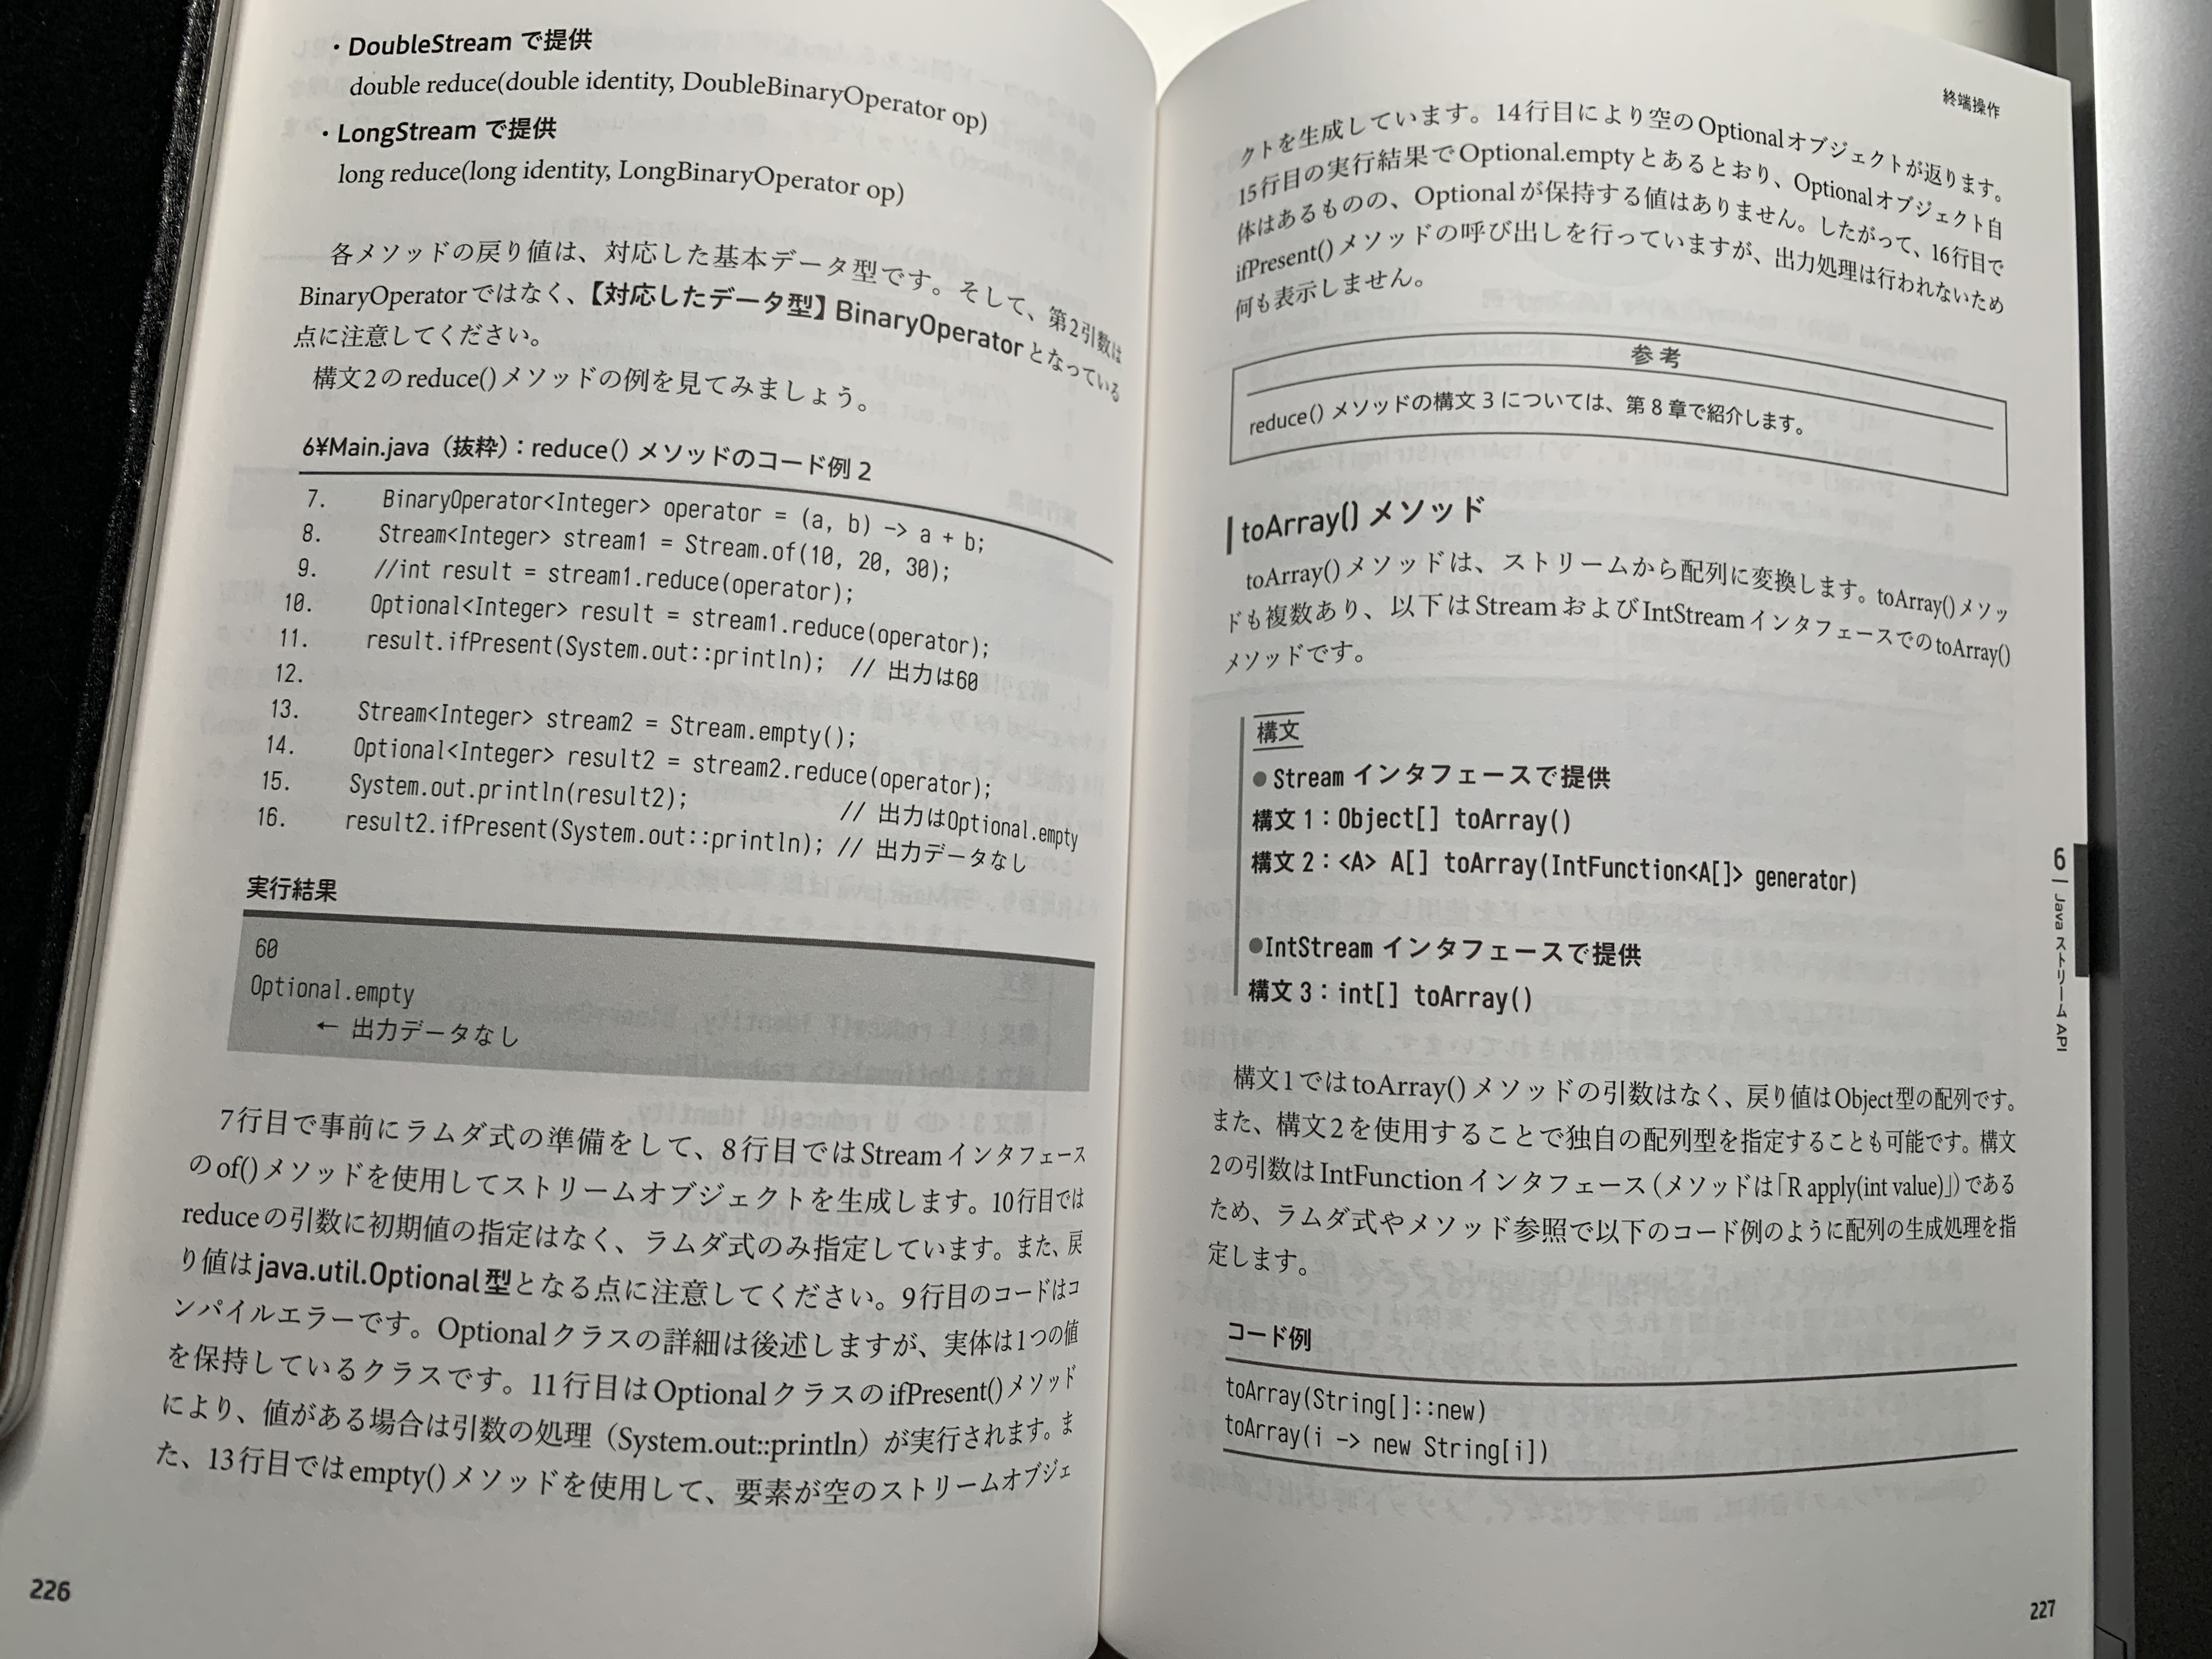 ・DoubleStream で提供
double reduce(double identity, DoubleBinaryOperator op)
・LongStream で提供
long reduce(long identity, LongBinaryOperator op)
各メソッドの戻り値は、対応した基本データ型です。そして、第2引数は
BinaryOperatorではなく、【対応したデータ型】BinaryOperatorとなっている
点に注意してください。
構文2のreduce()メソッドの例を見てみましょう。
6¥Main.java（抜粋）：reduce() メソッドのコード例 2
7. BinaryOperator<Integer> operator = (a, b) -> a + b;
8. Stream<Integer> stream1 = Stream.of(10, 20, 30);
9. //int result = stream1.reduce(operator);
10. Optional<Integer> result = stream1.reduce(operator);
11. result.ifPresent(System.out::println); // 出力は60
12.
13. Stream<Integer> stream2 = Stream.empty();
14. Optional<Integer> result2 = stream2.reduce(operator);
15. System.out.println(result2); // 出力はOptional.empty
16. result2.ifPresent(System.out::println); // 出力データなし
実行結果
60
Optional.empty
← 出力データなし
7行目で事前にラムダ式の準備をして、8行目ではStreamインタフェース
のof()メソッドを使用してストリームオブジェクトを生成します。10行目では
reduceの引数に初期値の指定はなく、ラムダ式のみ指定しています。また、戻
り値はjava.util.Optional型となる点に注意してください。9行目のコードはコ
ンパイルエラーです。Optionalクラスの詳細は後述しますが、実体は1つの値
を保持しているクラスです。11行目はOptionalクラスのifPresent()メソッド
により、値がある場合は引数の処理（System.out::println）が実行されます。ま
た、13行目ではempty()メソッドを使用して、要素が空のストリームオブジェ
226
終端操作
クトを生成しています。14行目により空のOptionalオブジェクトが返ります。
15行目の実行結果でOptional.emptyとあるとおり、Optionalオブジェクト自
体はあるものの、Optionalが保持する値はありません。したがって、16行目で
ifPresent()メソッドの呼び出しを行っていますが、出力処理は行われないため
何も表示しません。
参考
reduce() メソッドの構文 3 については、第 8 章で紹介します。
toArray() メソッド
toArray()メソッドは、ストリームから配列に変換します。toArray()メソッ
ドも複数あり、以下はStreamおよびIntStreamインタフェースでのtoArray()
メソッドです。
構文
●Stream インタフェースで提供
構文 1：Object[] toArray()
構文 2：<A> A[] toArray(IntFunction<A[]> generator)
●IntStream インタフェースで提供
構文 3：int[] toArray()
構文1ではtoArray()メソッドの引数はなく、戻り値はObject型の配列です。
また、構文2を使用することで独自の配列型を指定することも可能です。構文
2の引数はIntFunctionインタフェース（メソッドは「R apply(int value)」）である
ため、ラムダ式やメソッド参照で以下のコード例のように配列の生成処理を指
定します。
コード例
toArray(String[]::new)
toArray(i -> new String[i])
6
Java ストリーム API
227